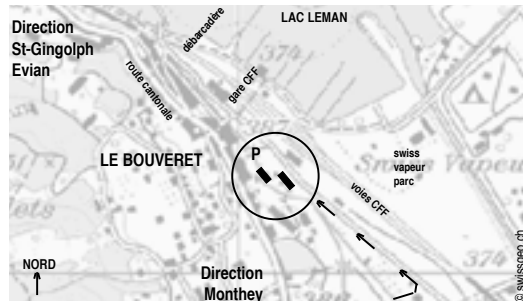 Direction
St-Gingolph
Evian
débarcadère
LAC LEMAN
374
route cantonale
gare CFF
LE BOUVERET
P
swiss
vapeur
parc
voies CFF
374
NORD
Direction
Monthey
@swissgeo.ch